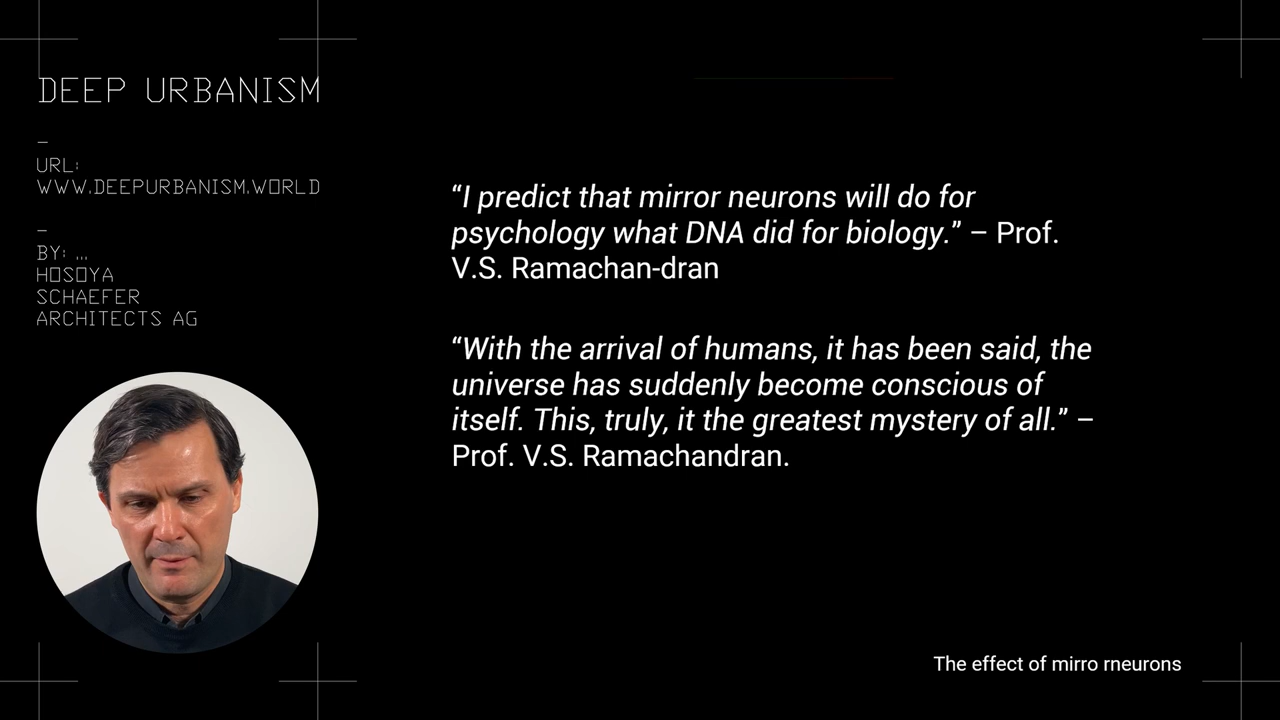 DEEP URBANISM
–
URL:
WWW.DEEPURBANISM.WORLD
–
BY: ...
HOSOYA
SCHAEFER
ARCHITECTS AG
“I predict that mirror neurons will do for
psychology what DNA did for biology.” – Prof.
V.S. Ramachan-dran
“With the arrival of humans, it has been said, the
universe has suddenly become conscious of
itself. This, truly, it the greatest mystery of all.” –
Prof. V.S. Ramachandran.
The effect of mirro rneurons